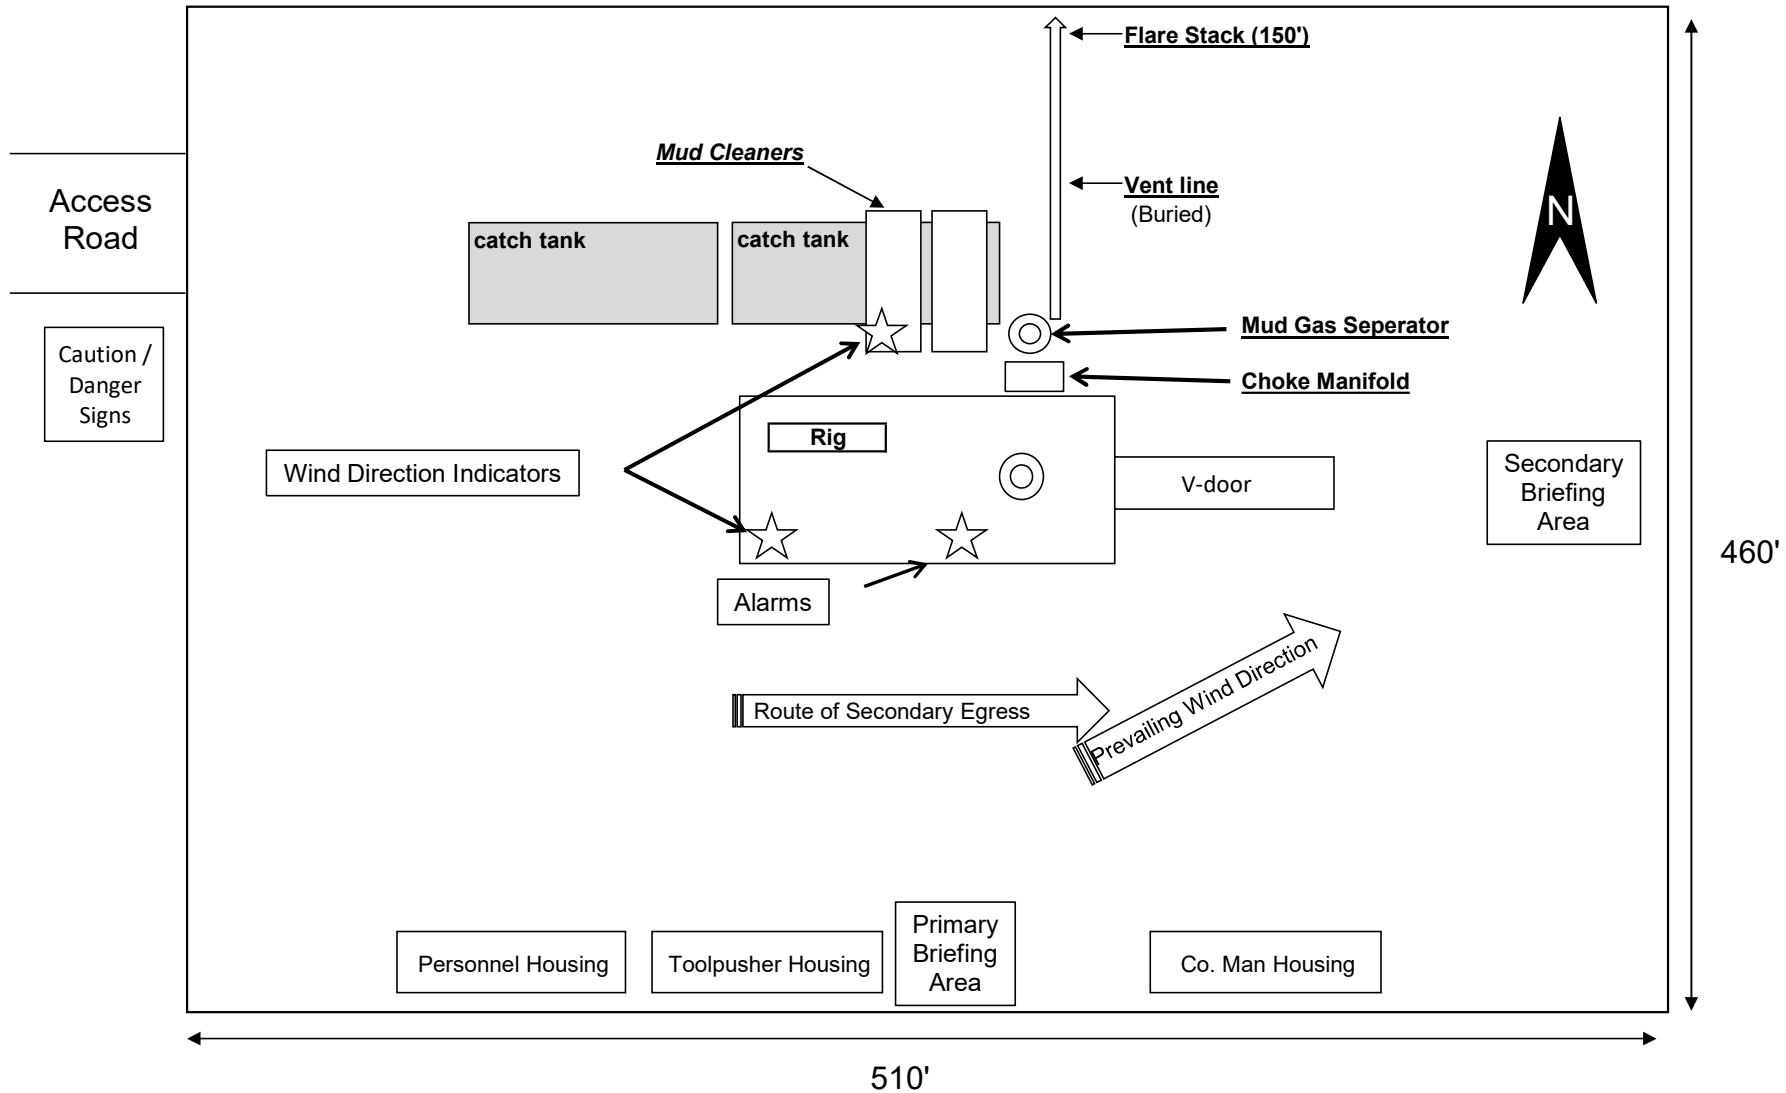 Flare Stack (150')
Mud Cleaners
Access
Road
Vent line
(Buried)
N
catch tank
catch tank
Caution /
Danger
Signs
Mud Gas Seperator
Choke Manifold
Rig
Wind Direction Indicators
V-door
Secondary
Briefing
Area
460'
Alarms
Route of Secondary Egress
Prevailing Wind Direction
Personnel Housing
Toolpusher Housing
Primary
Briefing
Area
Co. Man Housing
510'